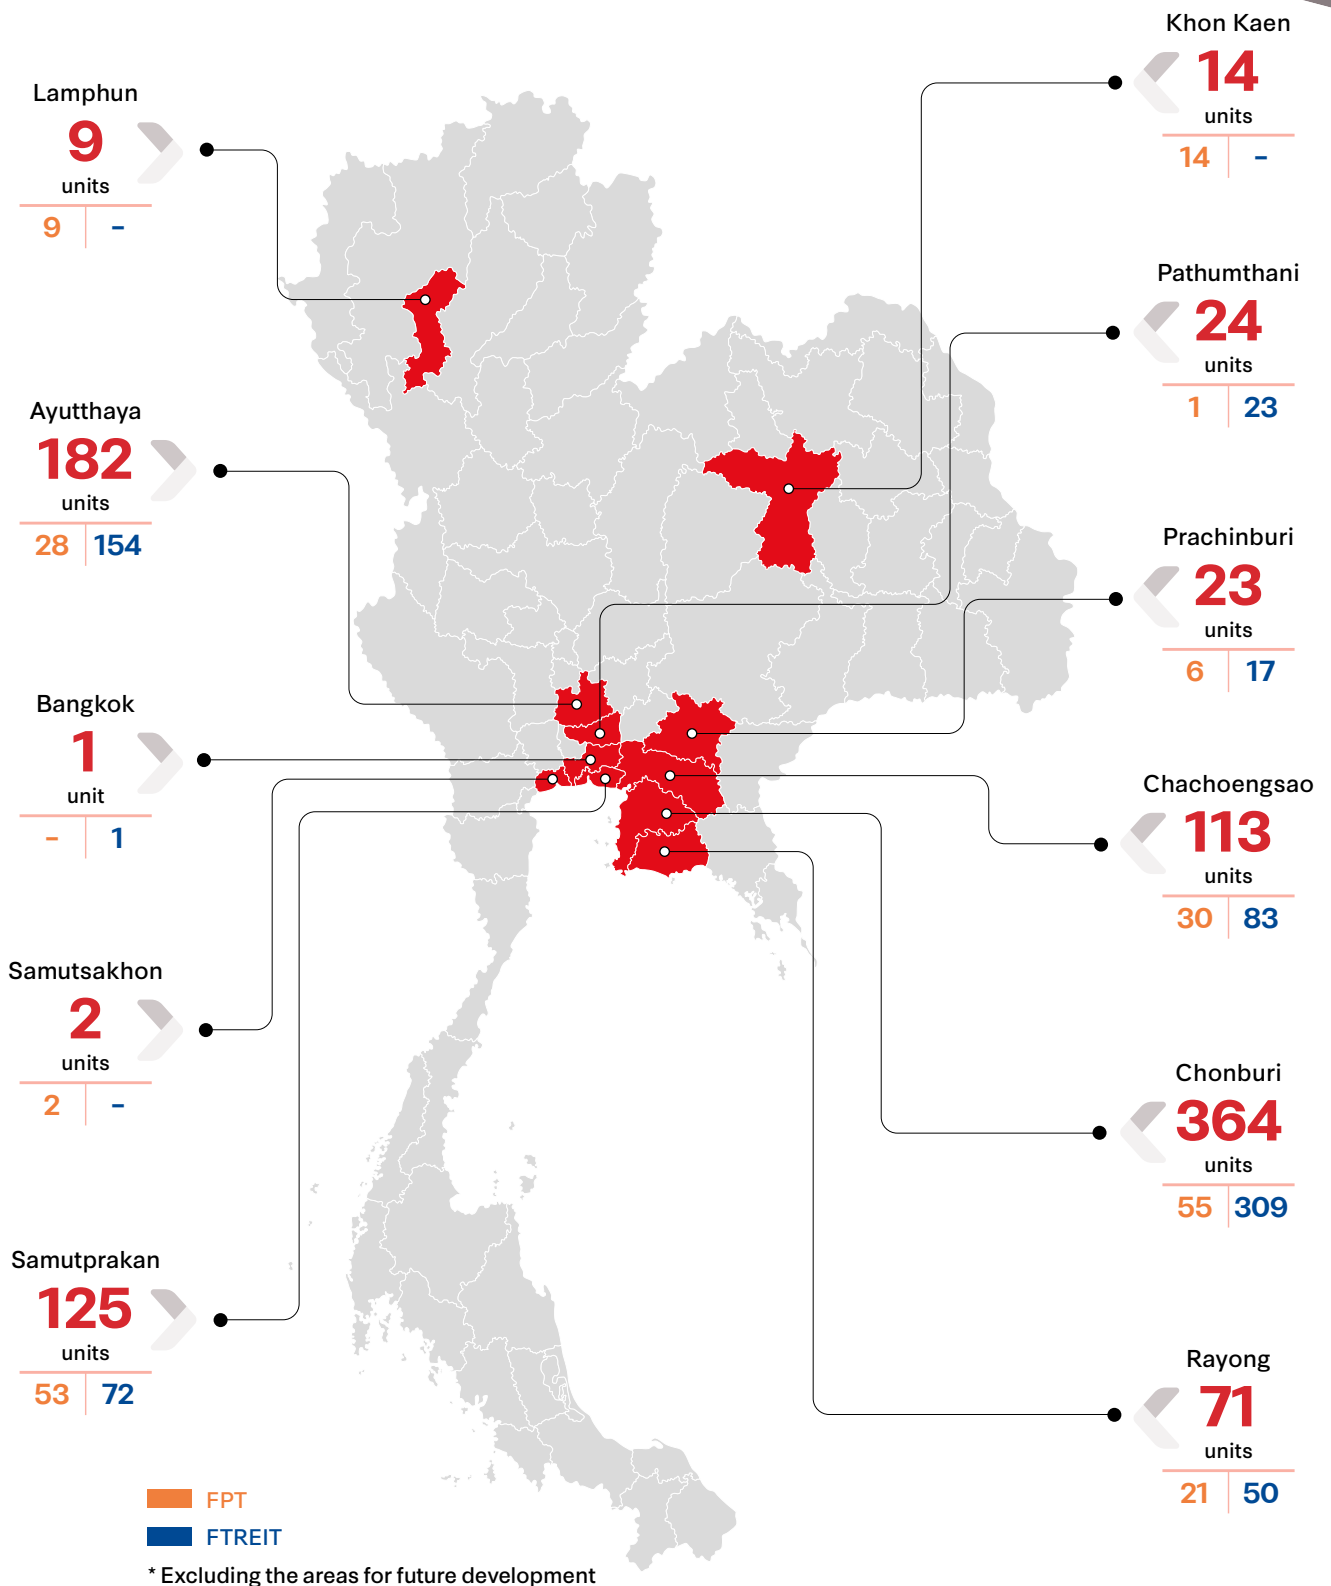 Lamphun
9
units
9 -
Ayutthaya
182
units
28 154
Bangkok
1
unit
- 1
Samutsakhon
2
units
2 -
Samutprakan
125
units
53 72
Khon Kaen
14
units
14 -
Pathumthani
24
units
1 23
Prachinburi
23
units
6 17
Chachoengsao
113
units
30 83
Chonburi
364
units
55 309
Rayong
71
units
21 50
FPT
FTREIT
* Excluding the areas for future development